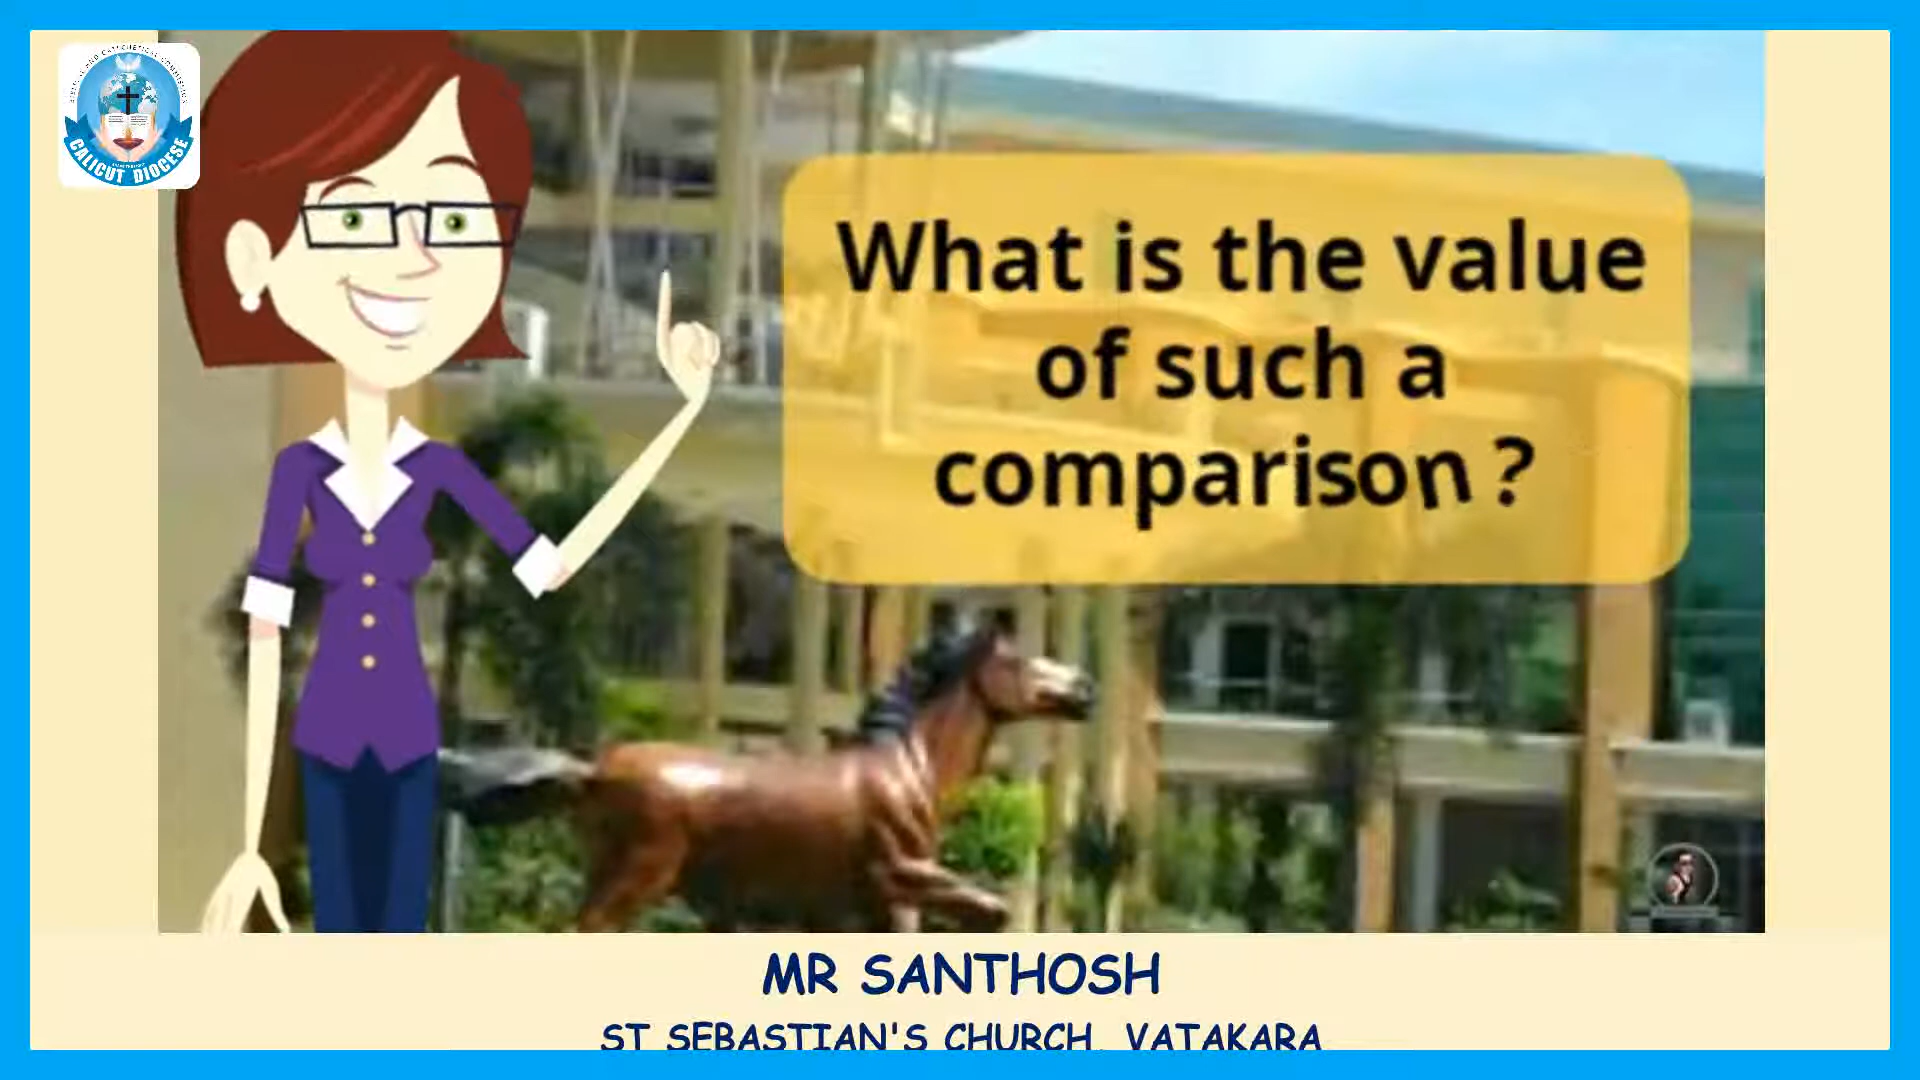 CALICUT DIOCESE
What is the value
of such a
comparison ?
MR SANTHOSH
ST SEBASTIAN'S CHURCH, VATAKARA